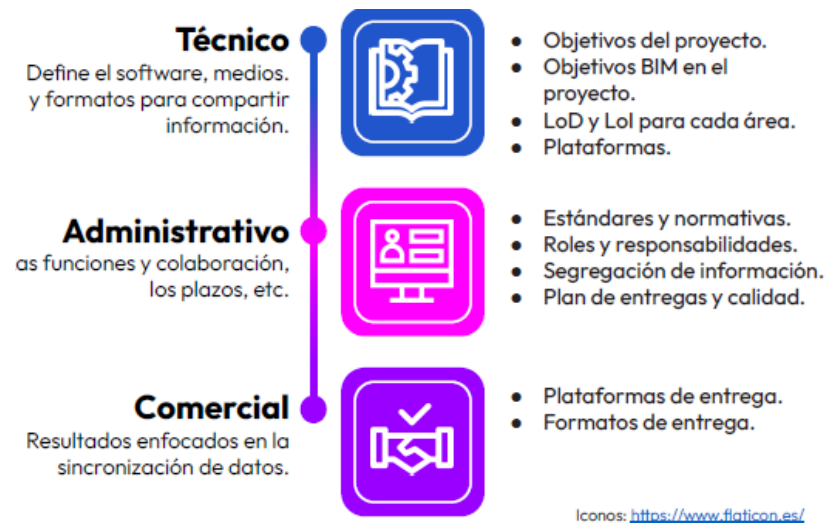 Técnico
Define el software, medios.
y formatos para compartir
información.
● Objetivos del proyecto.
● Objetivos BIM en el
proyecto.
● LoD y LoI para cada área.
● Plataformas.
Administrativo
as funciones y colaboración,
los plazos, etc.
● Estándares y normativas.
● Roles y responsabilidades.
● Segregación de información.
● Plan de entregas y calidad.
Comercial
Resultados enfocados en la
sincronización de datos.
● Plataformas de entrega.
● Formatos de entrega.
Iconos: https://www.flaticon.es/